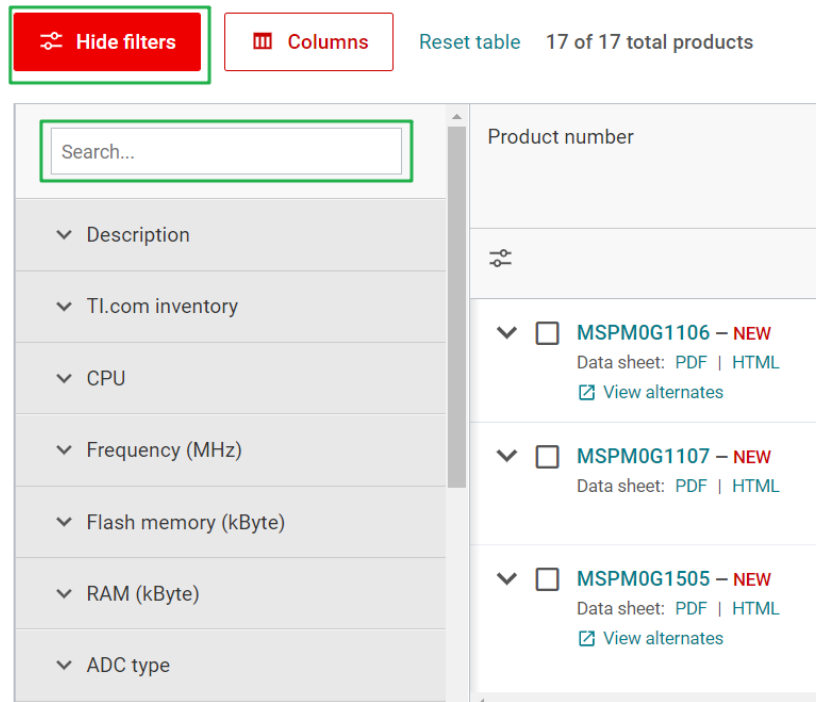 Hide filters
Columns
Reset table
17 of 17 total products
Search...
Description
TI.com inventory
CPU
Frequency (MHz)
Flash memory (kByte)
RAM (kByte)
ADC type
Product number
MSPM0G1106 – NEW
Data sheet: PDF | HTML
View alternates
MSPM0G1107 – NEW
Data sheet: PDF | HTML
MSPM0G1505 – NEW
Data sheet: PDF | HTML
View alternates